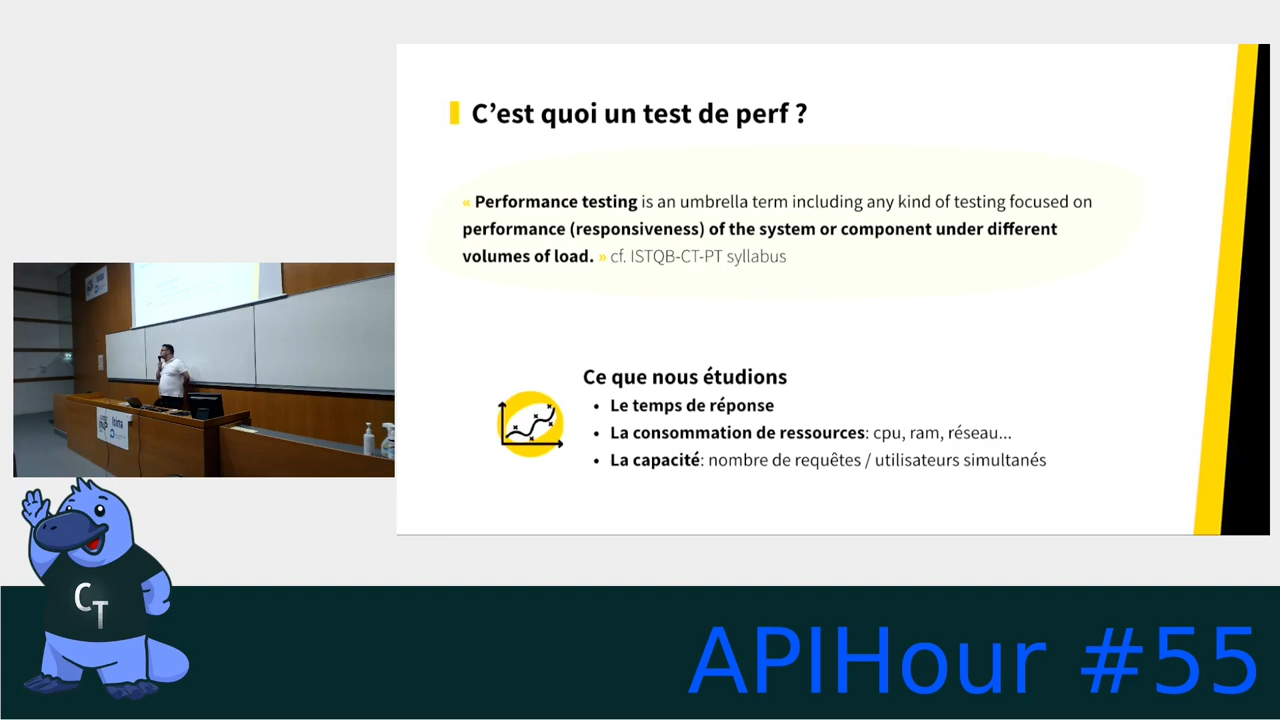 C’est quoi un test de perf ?
« Performance testing is an umbrella term including any kind of testing focused on
performance (responsiveness) of the system or component under different
volumes of load. » cf. ISTQB-CT-PT syllabus
Ce que nous étudions
• Le temps de réponse
• La consommation de ressources: cpu, ram, réseau...
• La capacité: nombre de requêtes / utilisateurs simultanés
isima
CT
APIHour #55